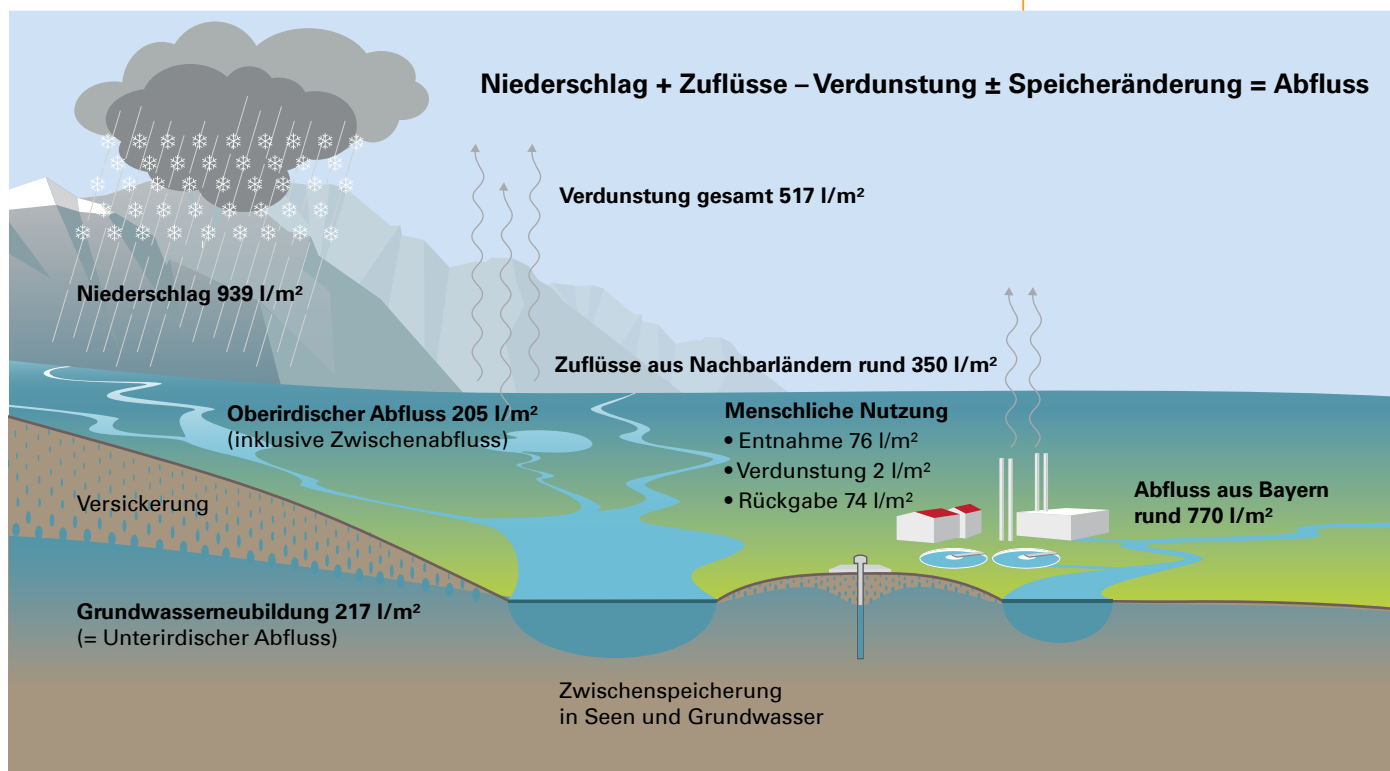 Niederschlag + Zuflüsse – Verdunstung ± Speicheränderung = Abfluss
Verdunstung gesamt 517 l/m²
Niederschlag 939 l/m²
Zuflüsse aus Nachbarländern rund 350 l/m²
Oberirdischer Abfluss 205 l/m²
(inklusive Zwischenabfluss)
Menschliche Nutzung
• Entnahme 76 l/m²
• Verdunstung 2 l/m²
• Rückgabe 74 l/m²
Abfluss aus Bayern
rund 770 l/m²
Versickerung
Grundwasserneubildung 217 l/m²
(= Unterirdischer Abfluss)
Zwischenspeicherung
in Seen und Grundwasser